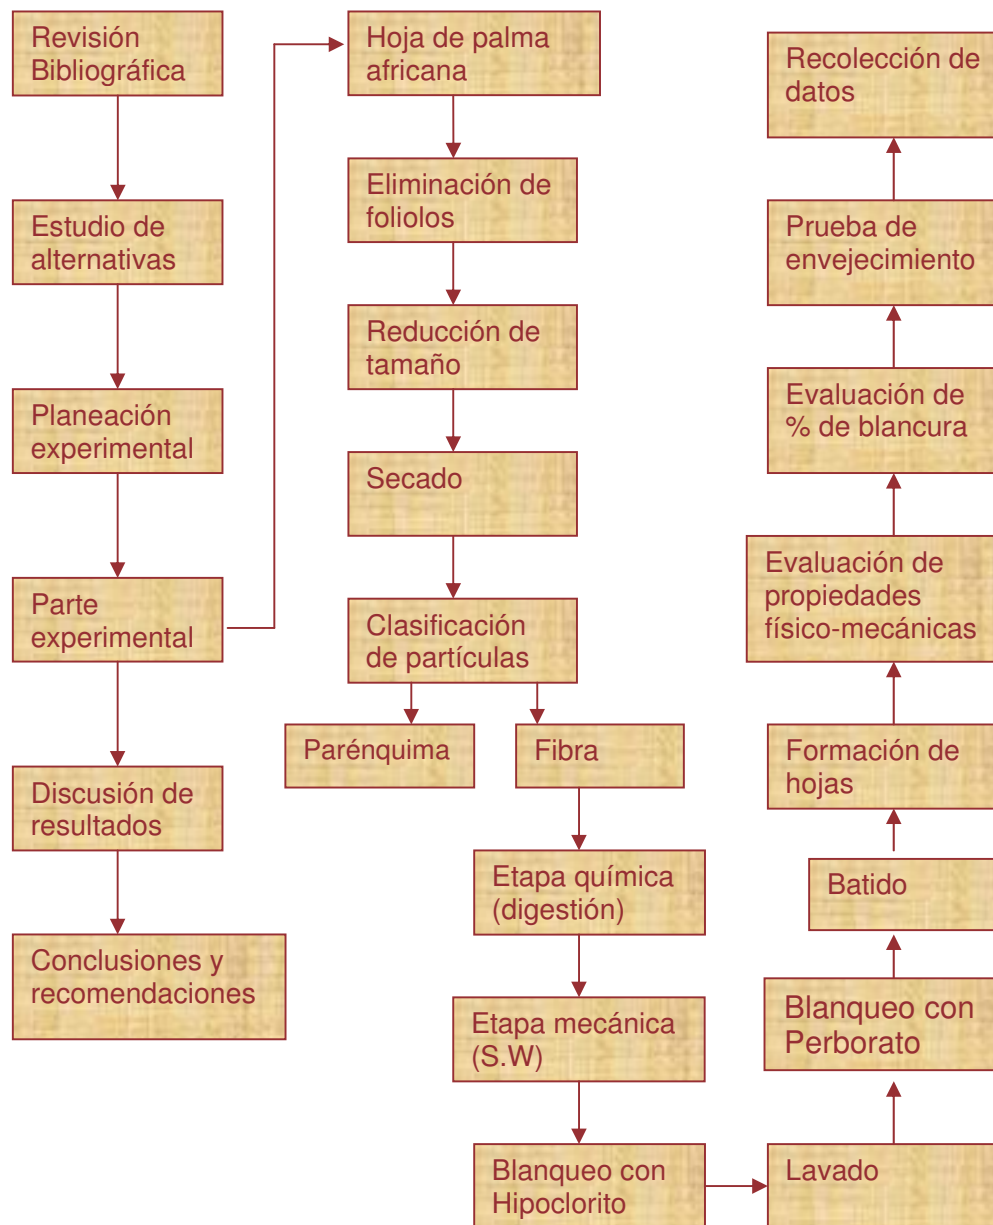 Revisión
Bibliográfica
Estudio de
alternativas
Planeación
experimental
Parte
experimental
Discusión de
resultados
Conclusiones y
recomendaciones
Hoja de palma
africana
Eliminación de
foliolos
Reducción de
tamaño
Secado
Clasificación
de partículas
Parénquima
Fibra
Etapa química
(digestión)
Etapa mecánica
(S.W)
Blanqueo con
Hipoclorito
Lavado
Blanqueo con
Perborato
Batido
Formación de
hojas
Evaluación de
propiedades
físico-mecánicas
Evaluación de
% de blancura
Prueba de
envejecimiento
Recolección de
datos